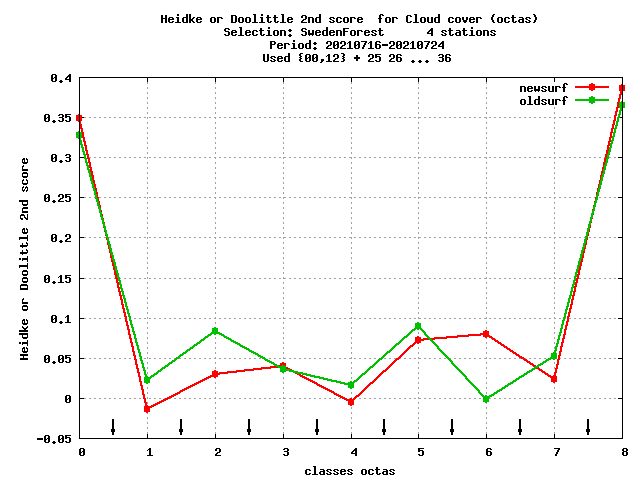 Heidke or Doolittle 2nd score  for Cloud cover (octas)
Selection: SwedenForest      4 stations
Period: 20210716-20210724
Used {00,12} + 25 26 ... 36
newsurf
oldsurf
Heidke or Doolittle 2nd score
0.4
0.35
0.3
0.25
0.2
0.15
0.1
0.05
0
-0.05
0 1 2 3 4 5 6 7 8
classes octas